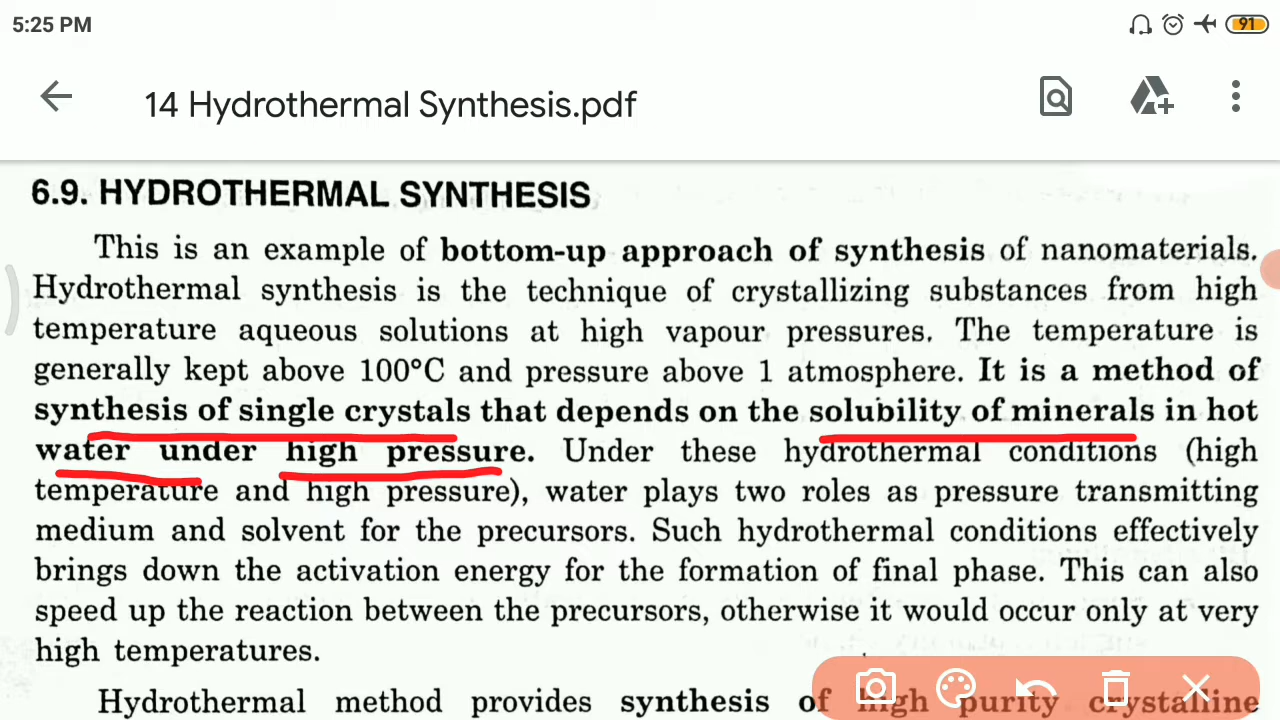 5:25 PM
91
14 Hydrothermal Synthesis.pdf
6.9. HYDROTHERMAL SYNTHESIS
This is an example of bottom-up approach of synthesis of nanomaterials.
Hydrothermal synthesis is the technique of crystallizing substances from high
temperature aqueous solutions at high vapour pressures. The temperature is
generally kept above 100°C and pressure above 1 atmosphere. It is a method of
synthesis of single crystals that depends on the solubility of minerals in hot
water under high pressure. Under these hydrothermal conditions (high
temperature and high pressure), water plays two roles as pressure transmitting
medium and solvent for the precursors. Such hydrothermal conditions effectively
brings down the activation energy for the formation of final phase. This can also
speed up the reaction between the precursors, otherwise it would occur only at very
high temperatures.
Hydrothermal method provides synthesis of high purity crystalline